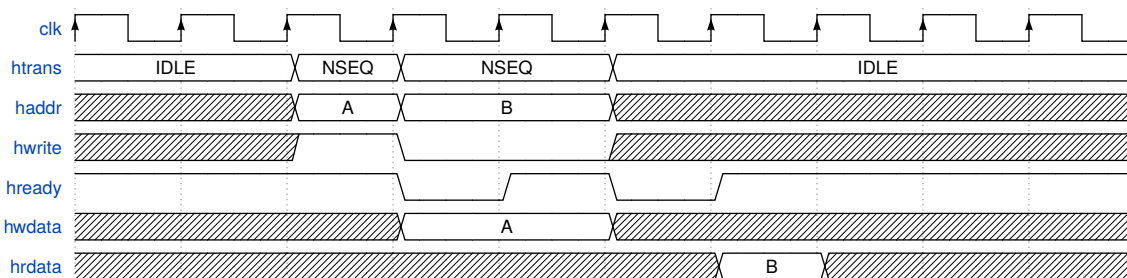 clk
htrans IDLE NSEQ NSEQ IDLE
haddr A B
hwrite
hready
hwdata A
hrdata B